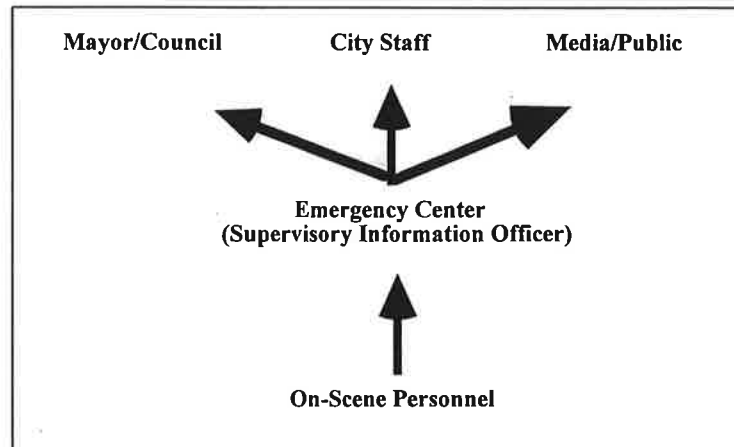 Mayor/Council City Staff Media/Public
Emergency Center
(Supervisory Information Officer)
On-Scene Personnel